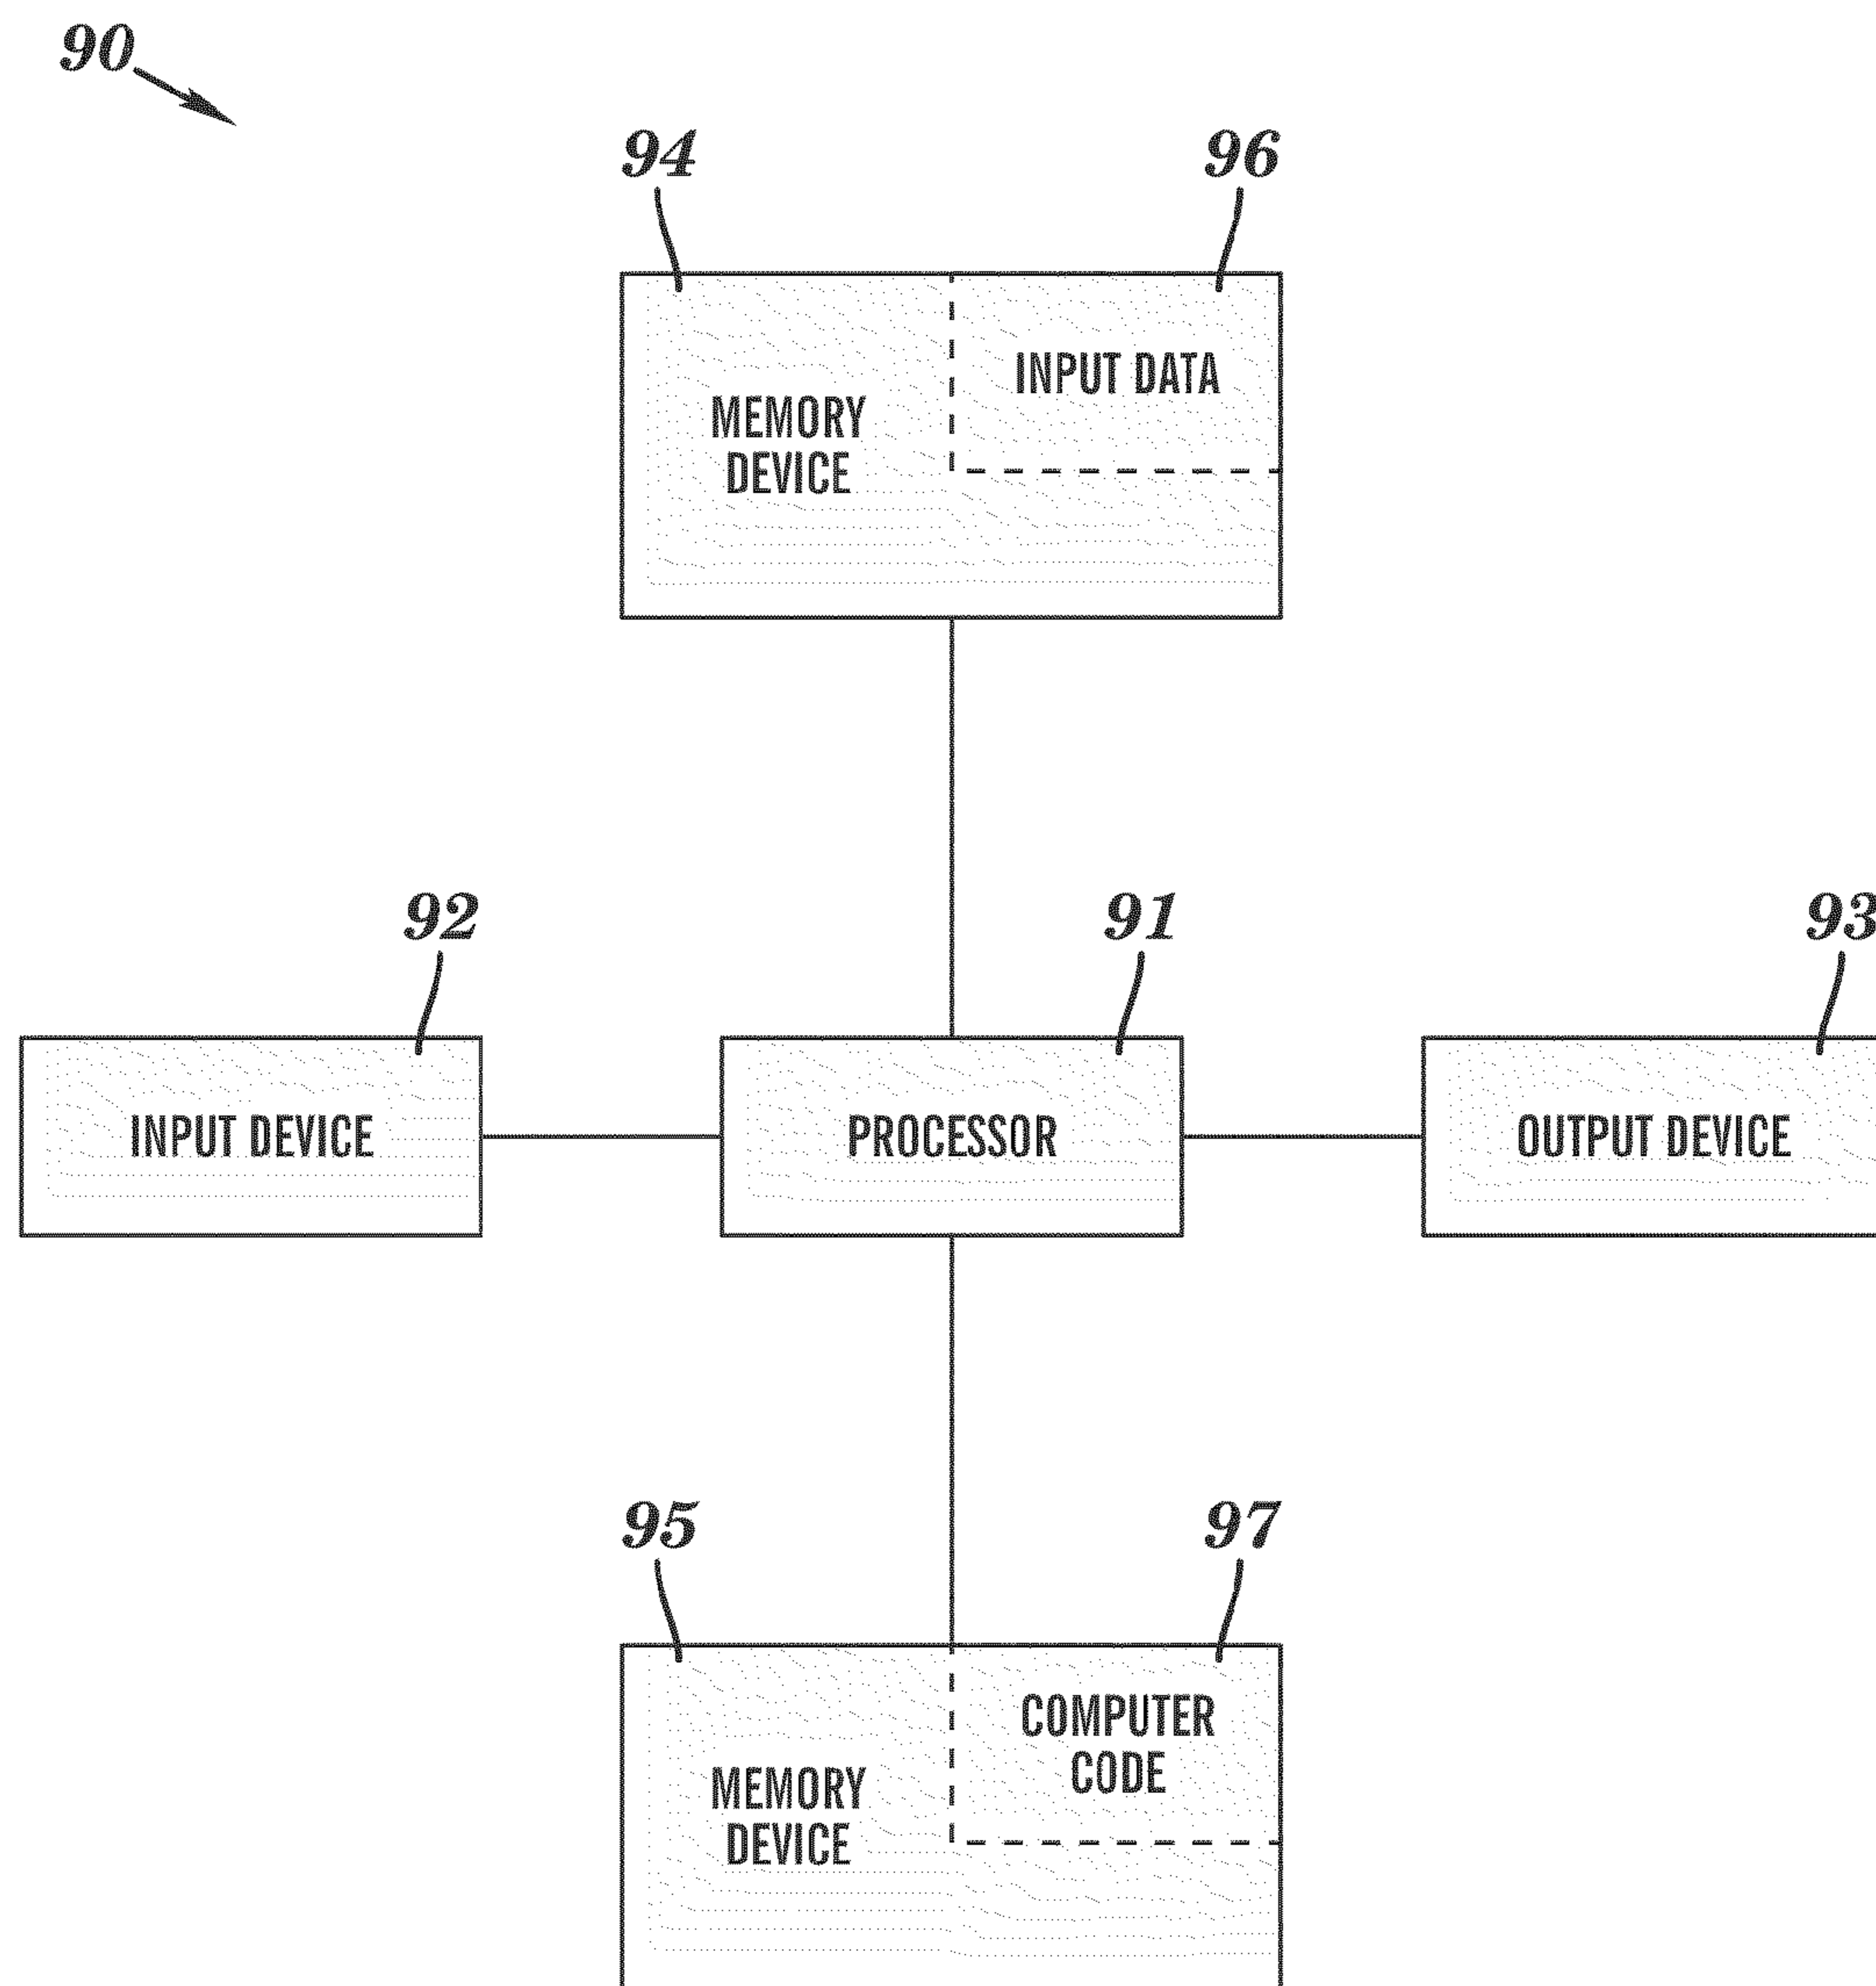 90
94
96
INPUT DATA
MEMORY
DEVICE
92
91
93
INPUT DEVICE
PROCESSOR
OUTPUT DEVICE
95
97
COMPUTER
CODE
MEMORY
DEVICE